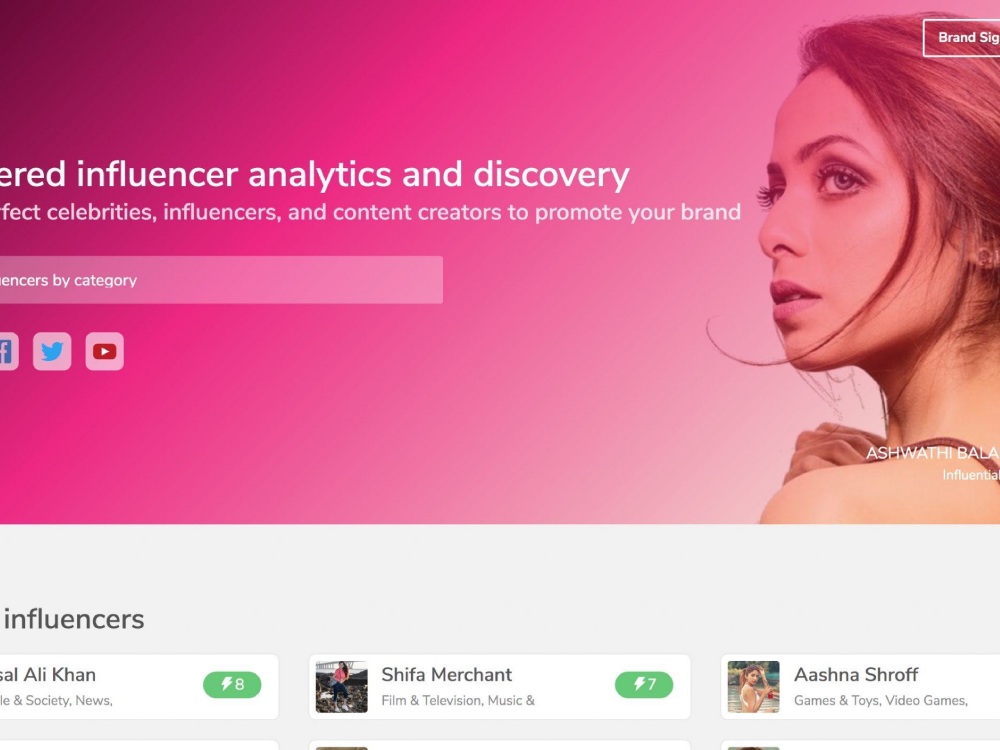 Brand Sig
ered influencer analytics and discovery
rfect celebrities, influencers, and content creators to promote your brand
encers by category
ASHWATHI BALA
Influential
influencers
sal Ali Khan
8
le & Society, News,
Shifa Merchant
7
Film & Television, Music &
Aashna Shroff
Games & Toys, Video Games,